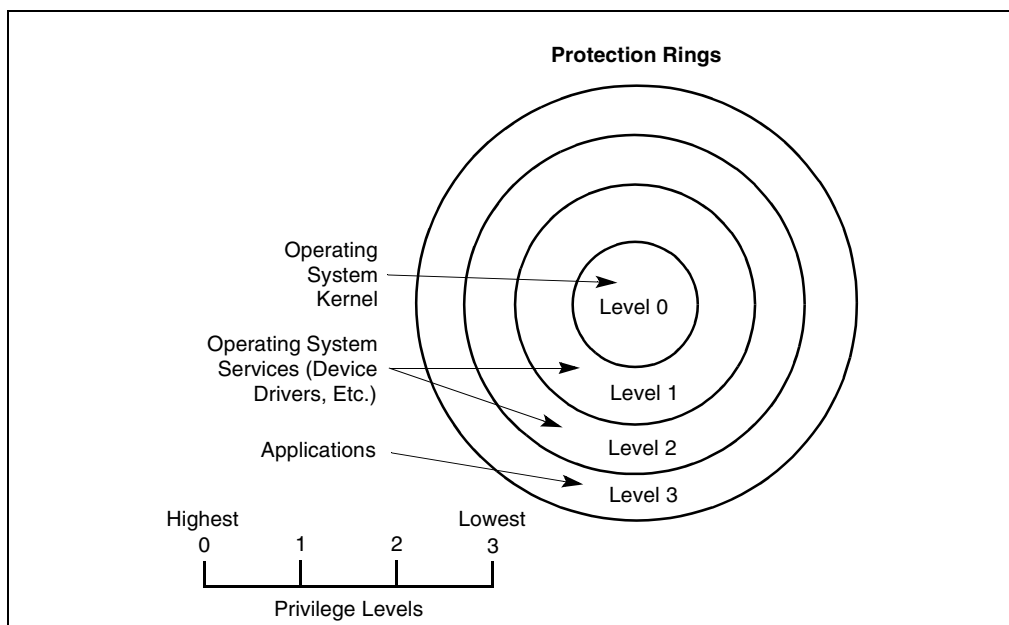 Protection Rings
Operating
System
Kernel
Level 0
Operating System
Services (Device
Drivers, Etc.)
Level 1
Level 2
Applications
Level 3
Highest
Lowest
0
1
2
3
Privilege Levels